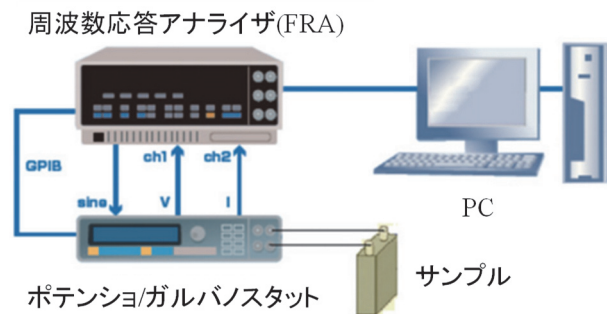 周波数応答アナライザ(FRA)
GPIB
ch1
ch2
sine
V
I
PC
サンプル
ポテンショ/ガルバノスタット